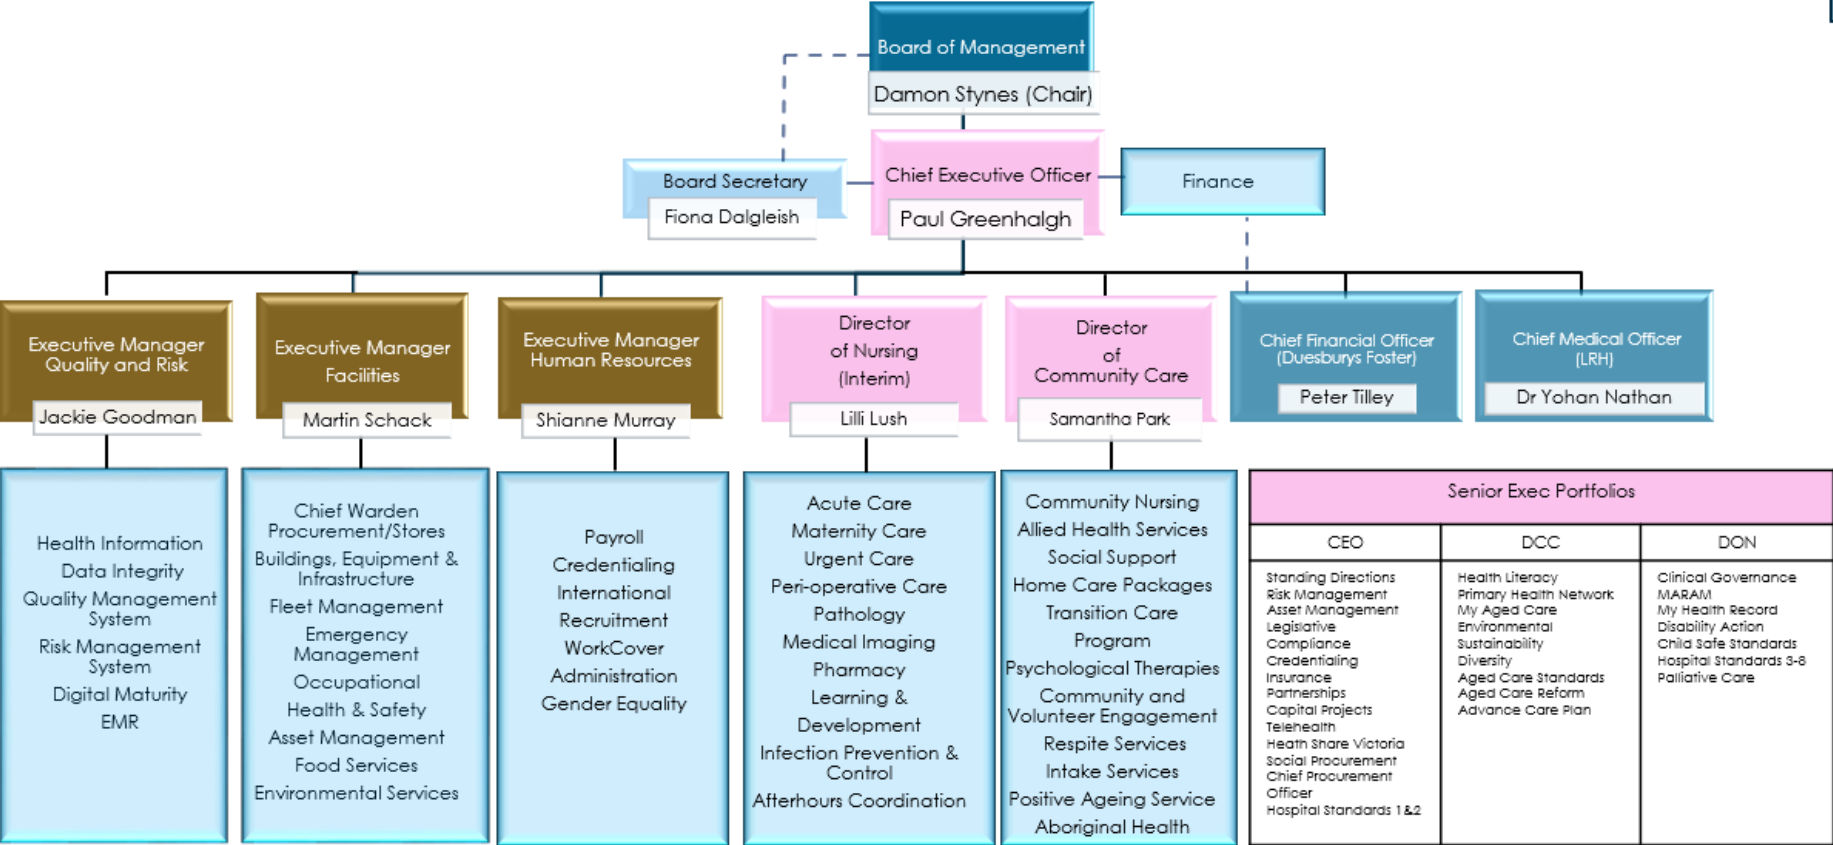 Board of Management
Damon Stynes (Chair)
Board Secretary
Fiona Dalgleish
Chief Executive Officer
Paul Greenhalgh
Finance
Executive Manager
Quality and Risk
Jackie Goodman
Executive Manager
Facilities
Martin Schack
Executive Manager
Human Resources
Shianne Murray
Director
of Nursing
(Interim)
Lilli Lush
Director
of
Community Care
Samantha Park
Chief Financial Officer
(Duesburys Foster)
Peter Tilley
Chief Medical Officer
(LRH)
Dr Yohan Nathan
Health Information
Data Integrity
Quality Management
System
Risk Management
System
Digital Maturity
EMR
Chief Warden
Procurement/Stores
Buildings, Equipment &
Infrastructure
Fleet Management
Emergency
Management
Occupational
Health & Safety
Asset Management
Food Services
Environmental Services
Payroll
Credentialing
International
Recruitment
WorkCover
Administration
Gender Equality
Acute Care
Maternity Care
Urgent Care
Peri-operative Care
Pathology
Medical Imaging
Pharmacy
Learning &
Development
Infection Prevention &
Control
Afterhours Coordination
Community Nursing
Allied Health Services
Social Support
Home Care Packages
Transition Care
Program
Psychological Therapies
Community and
Volunteer Engagement
Respite Services
Intake Services
Positive Ageing Service
Aboriginal Health
Senior Exec Portfolios
CEO
Standing Directions
Risk Management
Asset Management
Legislative
Compliance
Credentialing
Insurance
Partnerships
Capital Projects
Telehealth
Heath Share Victoria
Social Procurement
Chief Procurement
Officer
Hospital Standards 1&2
DCC
Health Literacy
Primary Health Network
My Aged Care
Environmental
Sustainability
Diversity
Aged Care Standards
Aged Care Reform
Advance Care Plan
DON
Clinical Governance
MARAM
My Health Record
Disability Action
Child Safe Standards
Hospital Standards 3-8
Palliative Care